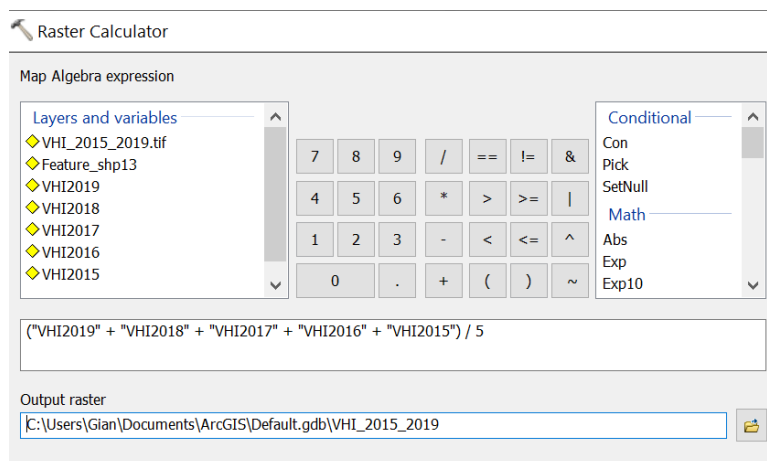 Raster Calculator
Map Algebra expression
Layers and variables
VHI_2015_2019.tif
Feature_shp13
VHI2019
VHI2018
VHI2017
VHI2016
VHI2015
7 8 9 / == != &
4 5 6 * > >= |
1 2 3 - < <= ^
0 . + ( ) ~
Conditional
Con
Pick
SetNull
Math
Abs
Exp
Exp10
("VHI2019" + "VHI2018" + "VHI2017" + "VHI2016" + "VHI2015") / 5
Output raster
C:\Users\Gian\Documents\ArcGIS\Default.gdb\VHI_2015_2019